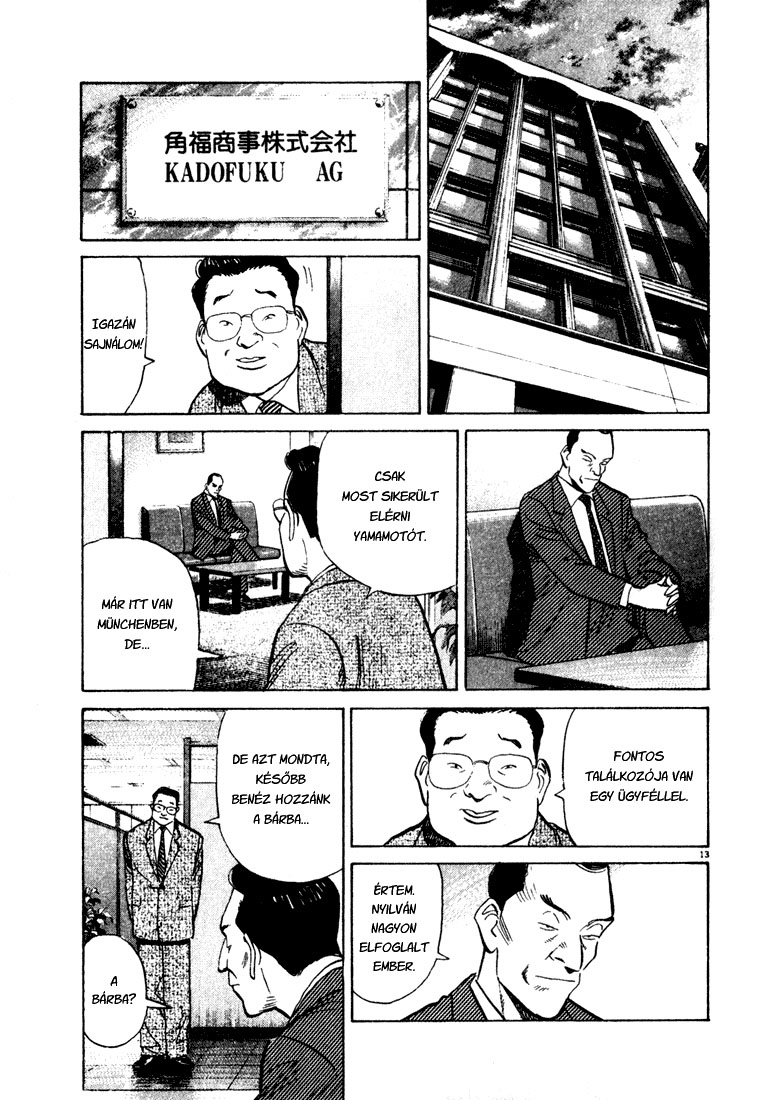 角福商事株式会社
KADOFUKU AG
IGAZÁN
SAJNÁLOM!
CSAK
MOST SIKERÜLT
ELÉRNI
YAMAMOTÓT.
MÁR ITT VAN
MÜNCHENBEN,
DE...
FONTOS
TALÁLKOZÓJA VAN
EGY ÜGYFÉLLEL.
13
ÉRTEM.
NYILVÁN
NAGYON
ELFOGLALT
EMBER.
DE AZT MONDTA,
KÉSŐBB
BENÉZ HOZZÁNK
A BÁRBA...
A
BÁRBA?